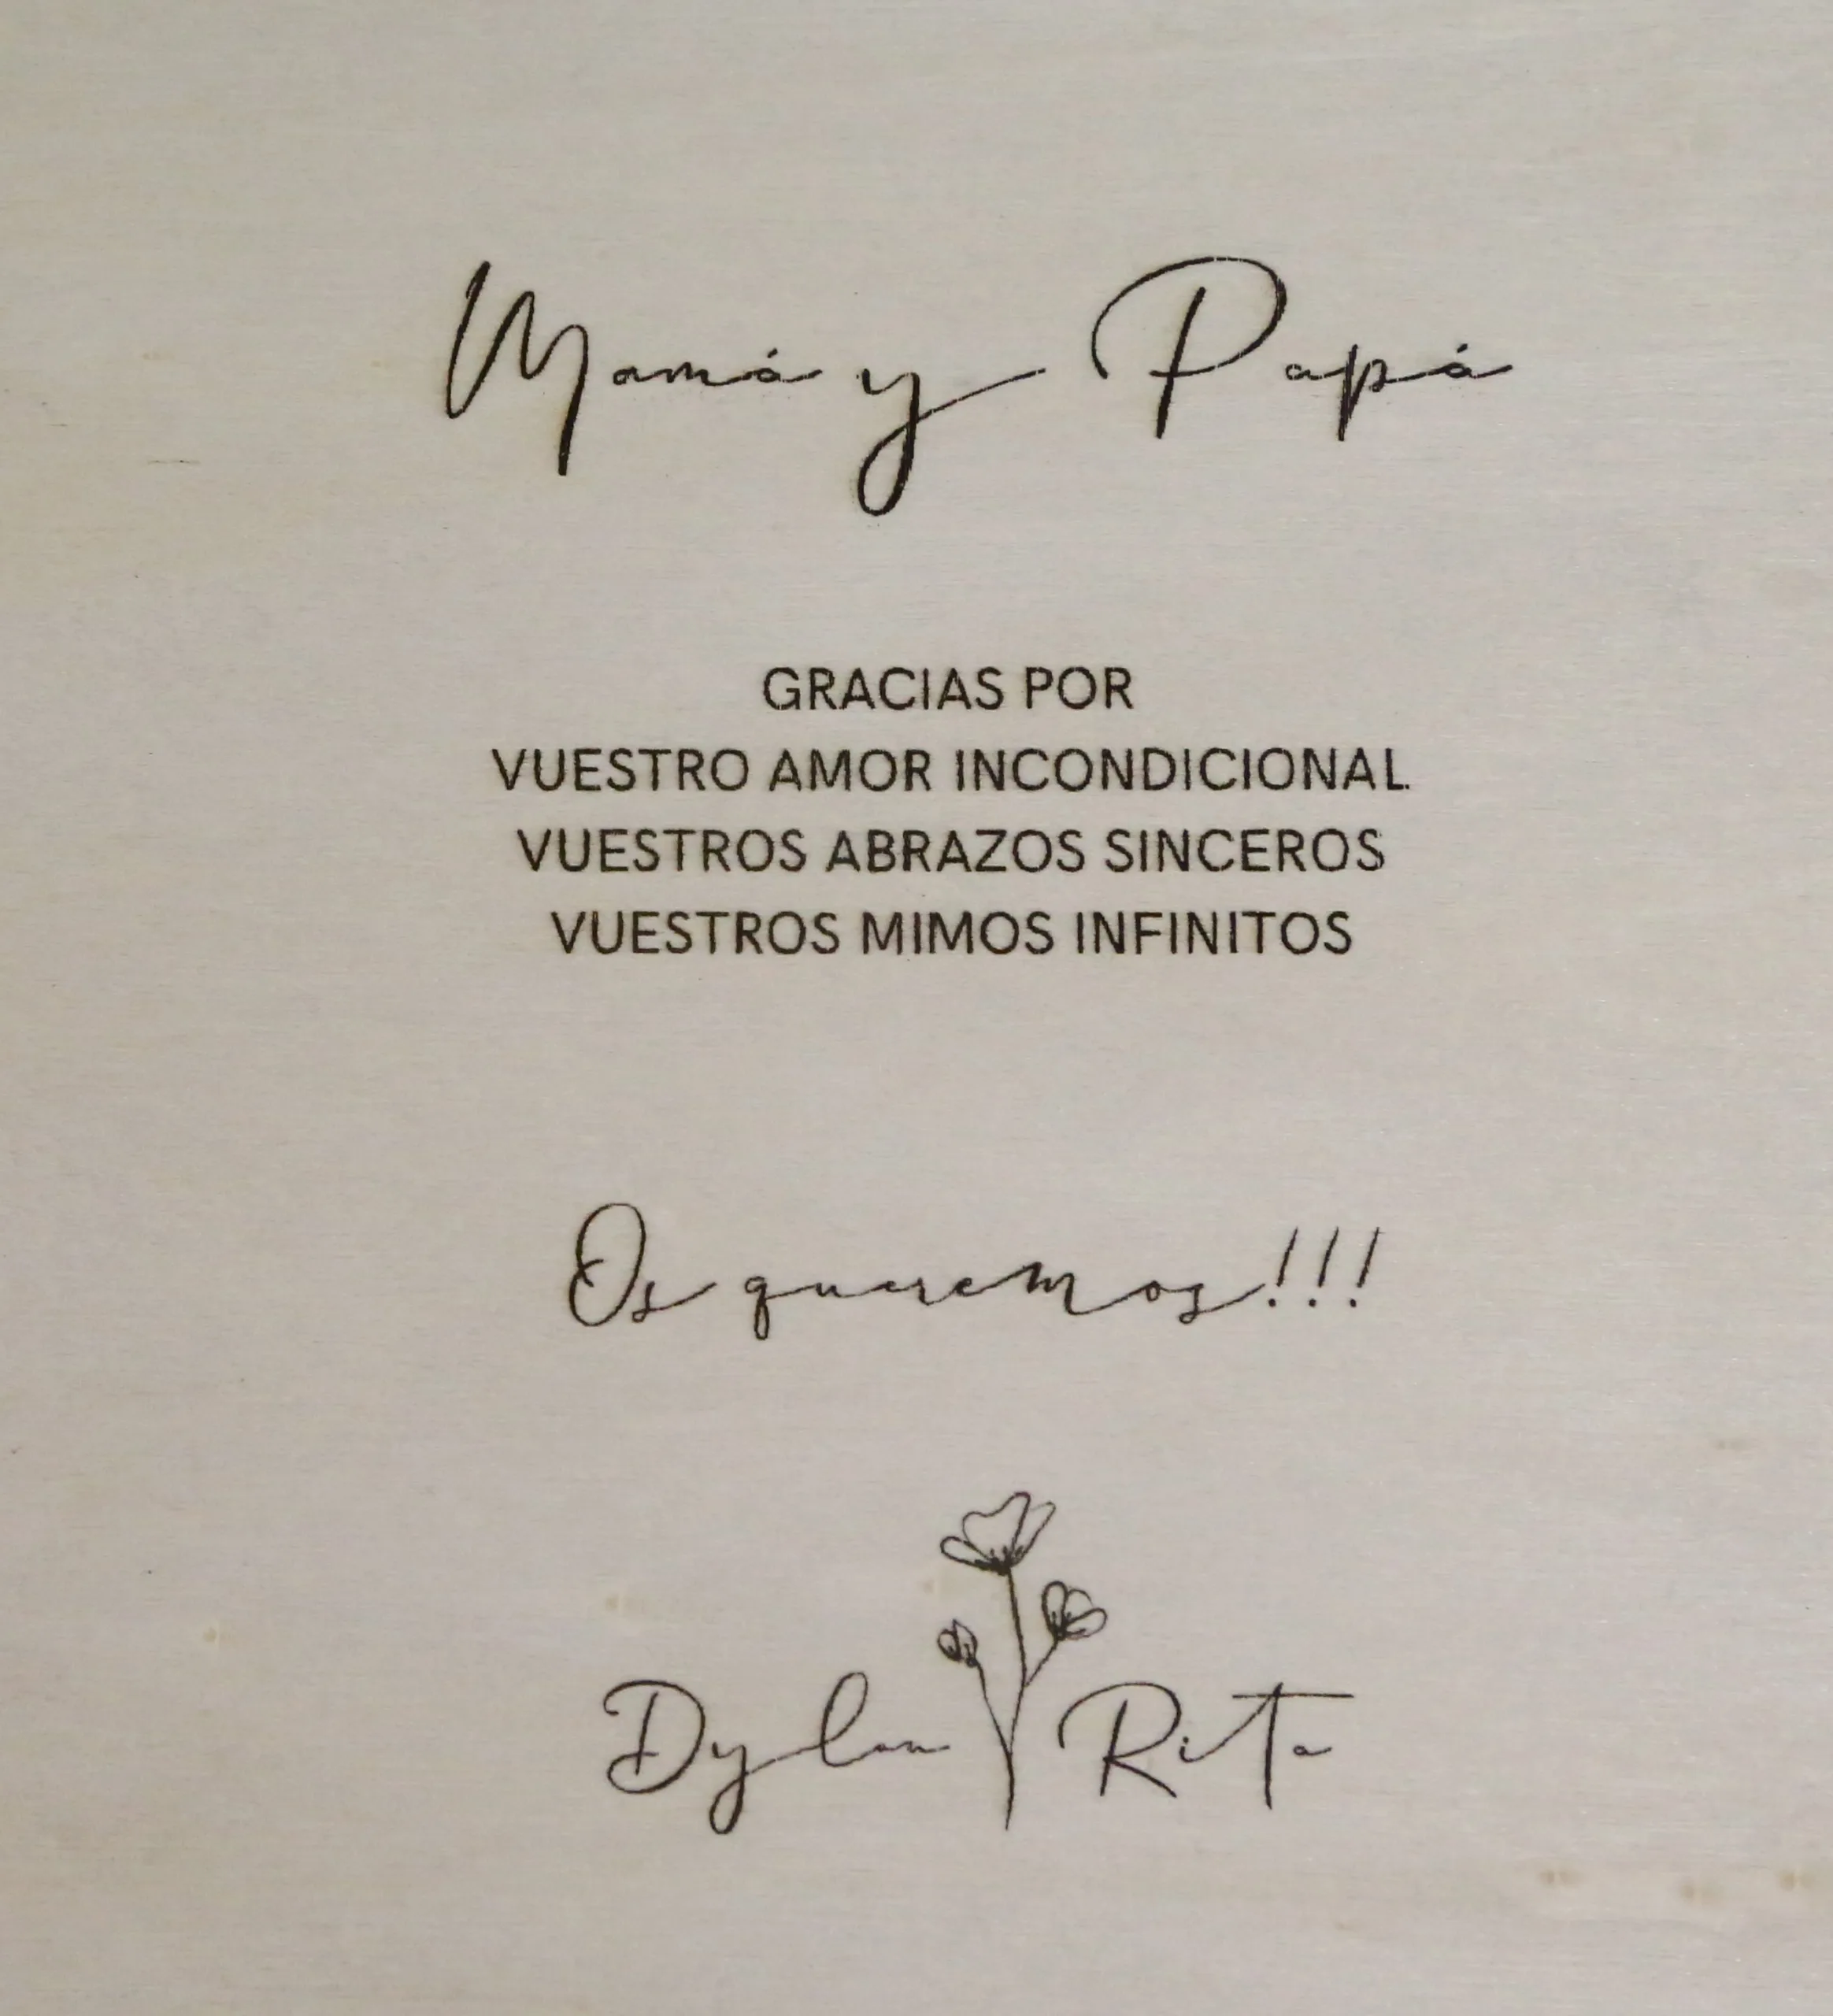 Mamá y Papá
GRACIAS POR
VUESTRO AMOR INCONDICIONAL
VUESTROS ABRAZOS SINCEROS
VUESTROS MIMOS INFINITOS
Os queremos!!!
Dylan Rita